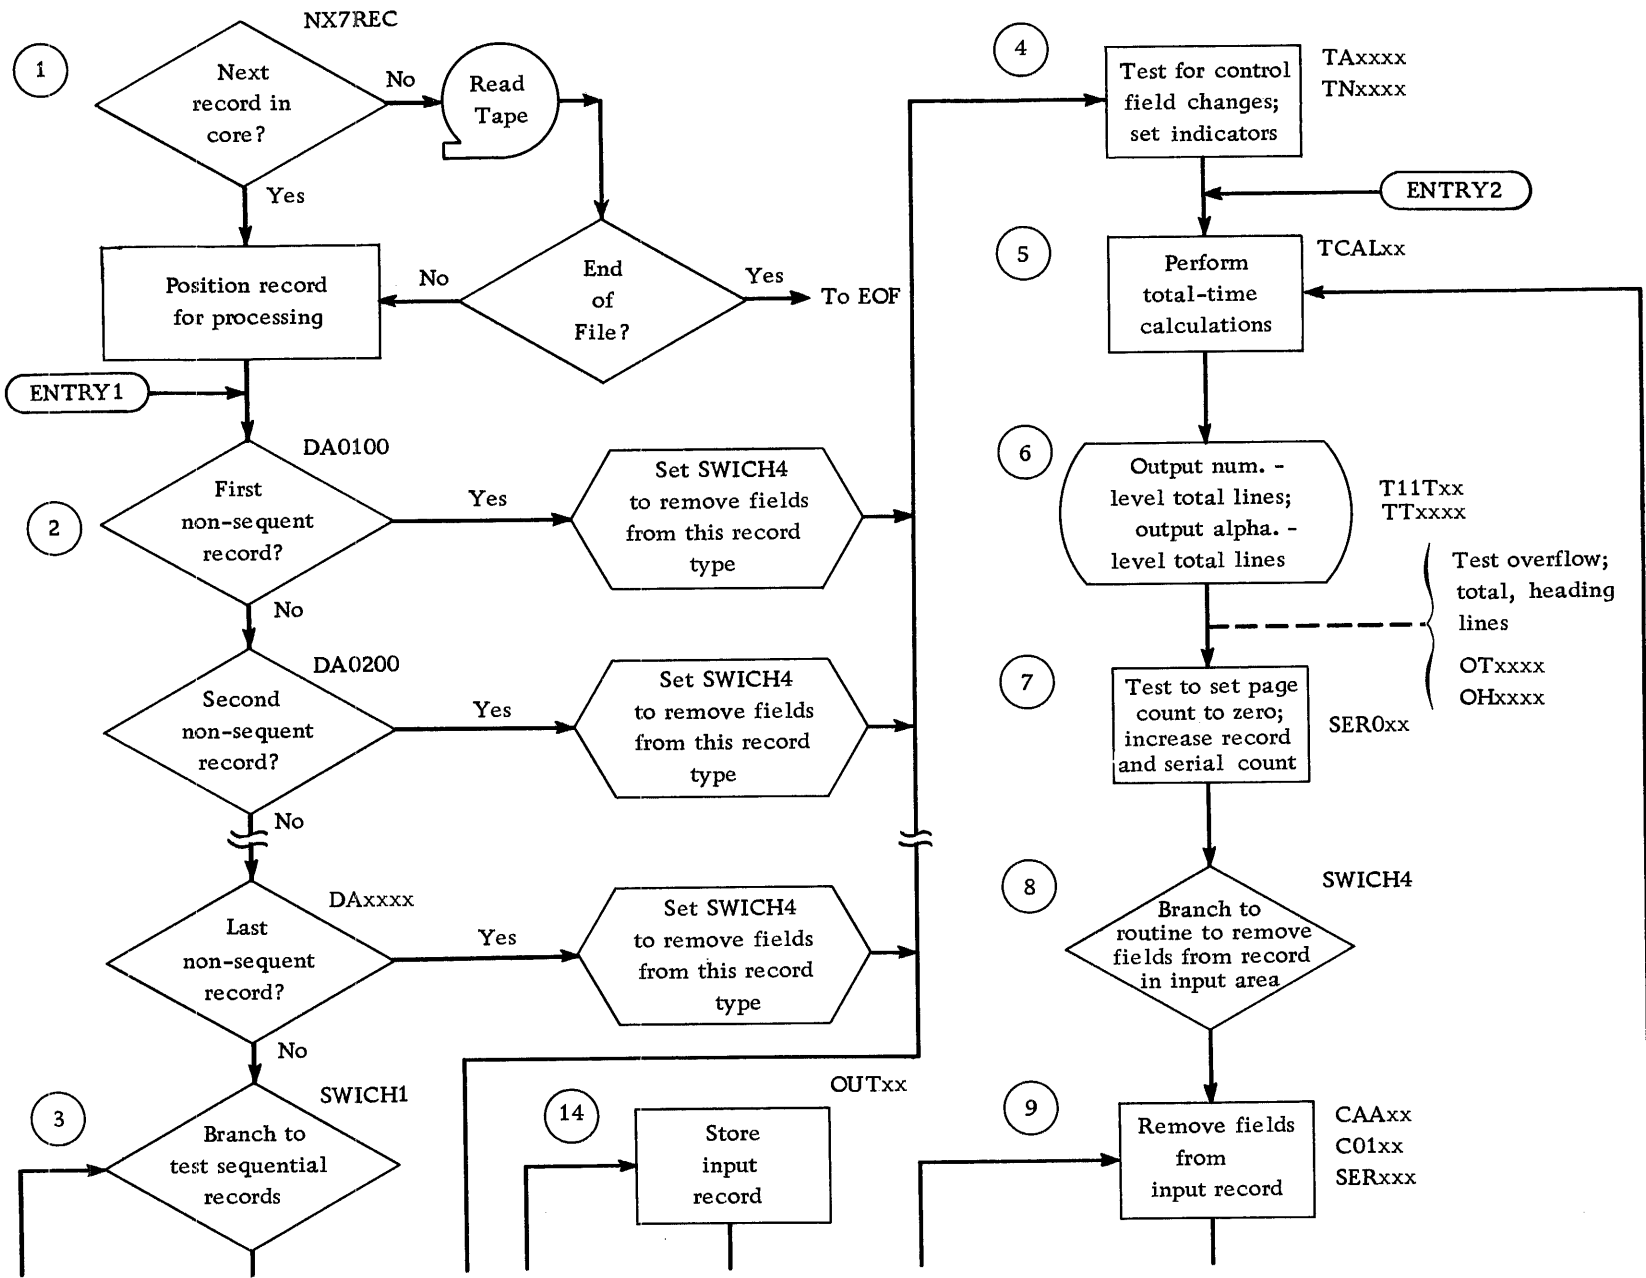 NX7REC
1
Next
record in
core?
No
Read
Tape
Yes
Position record
for processing
No
End
of
File?
Yes
To EOF
ENTRY1
DA0100
2
First
non-sequent
record?
Yes
Set SWICH4
to remove fields
from this record
type
No
DA0200
Second
non-sequent
record?
Yes
Set SWICH4
to remove fields
from this record
type
No
DAxxxx
Last
non-sequent
record?
Yes
Set SWICH4
to remove fields
from this record
type
No
SWICH1
3
Branch to
test sequential
records
14
OUTxx
Store
input
record
4
Test for control
field changes;
set indicators
TAxxxx
TNxxxx
ENTRY2
5
Perform
total-time
calculations
TCALxx
6
Output num. -
level total lines;
output alpha. -
level total lines
T11Txx
TTxxxx
Test overflow;
total, heading
lines
OTxxxx
OHxxxx
7
Test to set page
count to zero;
increase record
and serial count
SER0xx
8
SWICH4
Branch to
routine to remove
fields from record
in input area
9
Remove fields
from
input record
CAAxx
C01xx
SERxxx